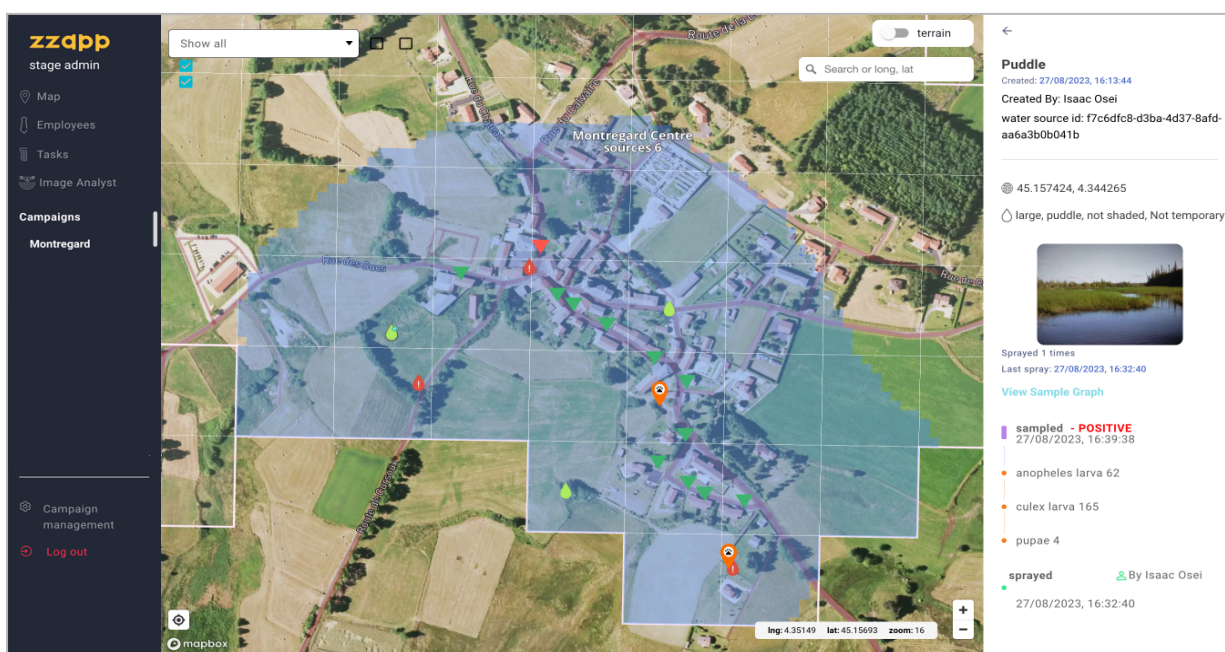 zzapp
stage admin
Map
Employees
Tasks
Image Analyst
Campaigns
Montregard
Campaign
management
Log out
Show all
terrain
Search or long, lat
Route de la
Rue du Calvaire
Montregard Centre
sources 6
Rue des Sucs
lng: 4.35149 lat: 45.15693 zoom: 16
+
−
mapbox
←
Puddle
Created: 27/08/2023, 16:13:44
Created By: Isaac Osei
water source id: f7c6dfc8-d3ba-4d37-8afd-
aa6a3b0b041b
45.157424, 4.344265
large, puddle, not shaded, Not temporary
Sprayed 1 times
Last spray: 27/08/2023, 16:32:40
View Sample Graph
sampled - POSITIVE
27/08/2023, 16:39:38
anopheles larva 62
culex larva 165
pupae 4
sprayed By Isaac Osei
27/08/2023, 16:32:40